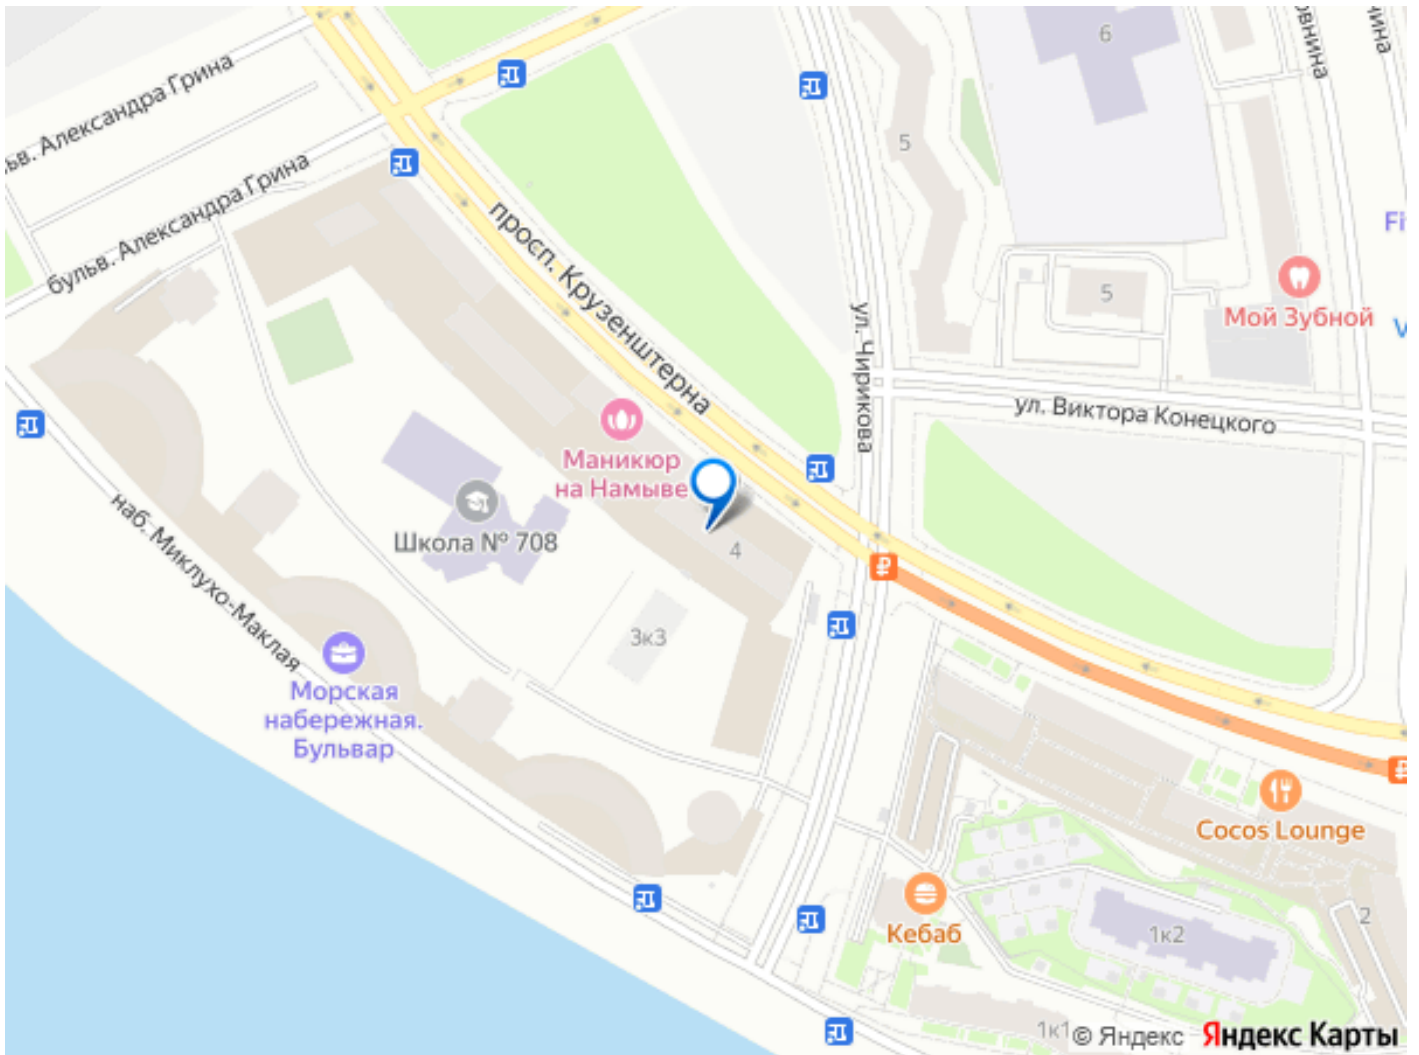 6
бульв. Александра Грина
бульв. Александра Грина
5
просп. Крузенштерна
5
Мой Зубной
Fi
V
ул. Чирикова
ул. Виктора Конецкого
Маникюр
на Намыве
Школа № 708
4
наб. Миклухо-Маклая
3к3
Морская
набережная.
Бульвар
Cocos Lounge
Кебаб
2
1к2
1к1
© Яндекс Яндекс Карты